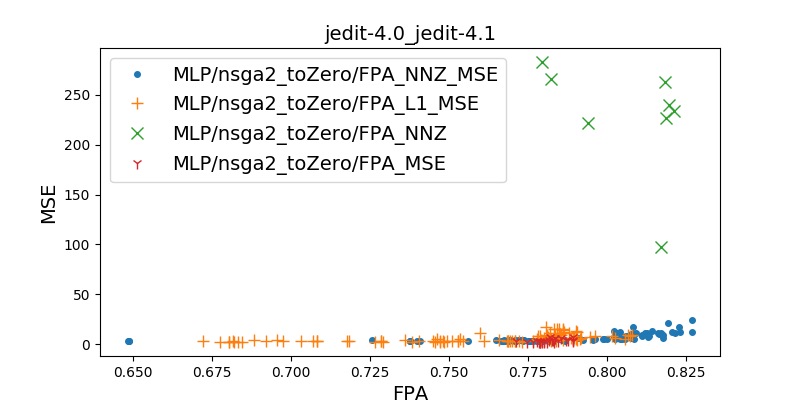 jedit-4.0_jedit-4.1
MLP/nsga2_toZero/FPA_NNZ_MSE
MLP/nsga2_toZero/FPA_L1_MSE
MLP/nsga2_toZero/FPA_NNZ
MLP/nsga2_toZero/FPA_MSE
MSE
250
200
150
100
50
0
0.650 0.675 0.700 0.725 0.750 0.775 0.800 0.825
FPA